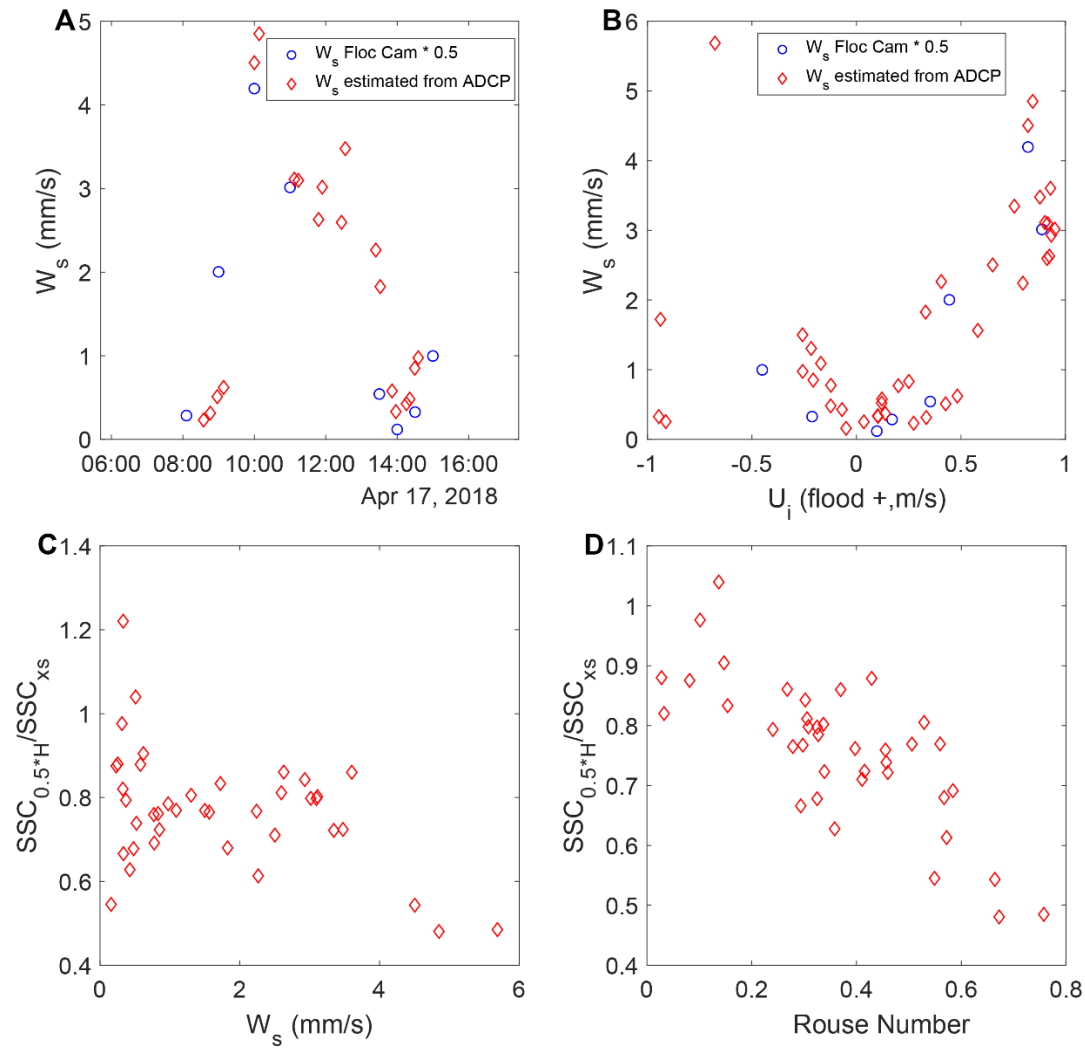 A
5
4
3
2
1
0
W_s (mm/s)
W_s Floc Cam * 0.5
W_s estimated from ADCP
06:00 08:00 10:00 12:00 14:00 16:00
Apr 17, 2018
B
6
5
4
3
2
1
0
W_s (mm/s)
W_s Floc Cam * 0.5
W_s estimated from ADCP
-1 -0.5 0 0.5 1
U_i (flood +,m/s)
C
1.4
1.2
1
0.8
0.6
0.4
SSC_0.5*H/SSC_xs
0 2 4 6
W_s (mm/s)
D
1.1
1
0.9
0.8
0.7
0.6
0.5
0.4
SSC_0.5*H/SSC_xs
0 0.2 0.4 0.6 0.8
Rouse Number